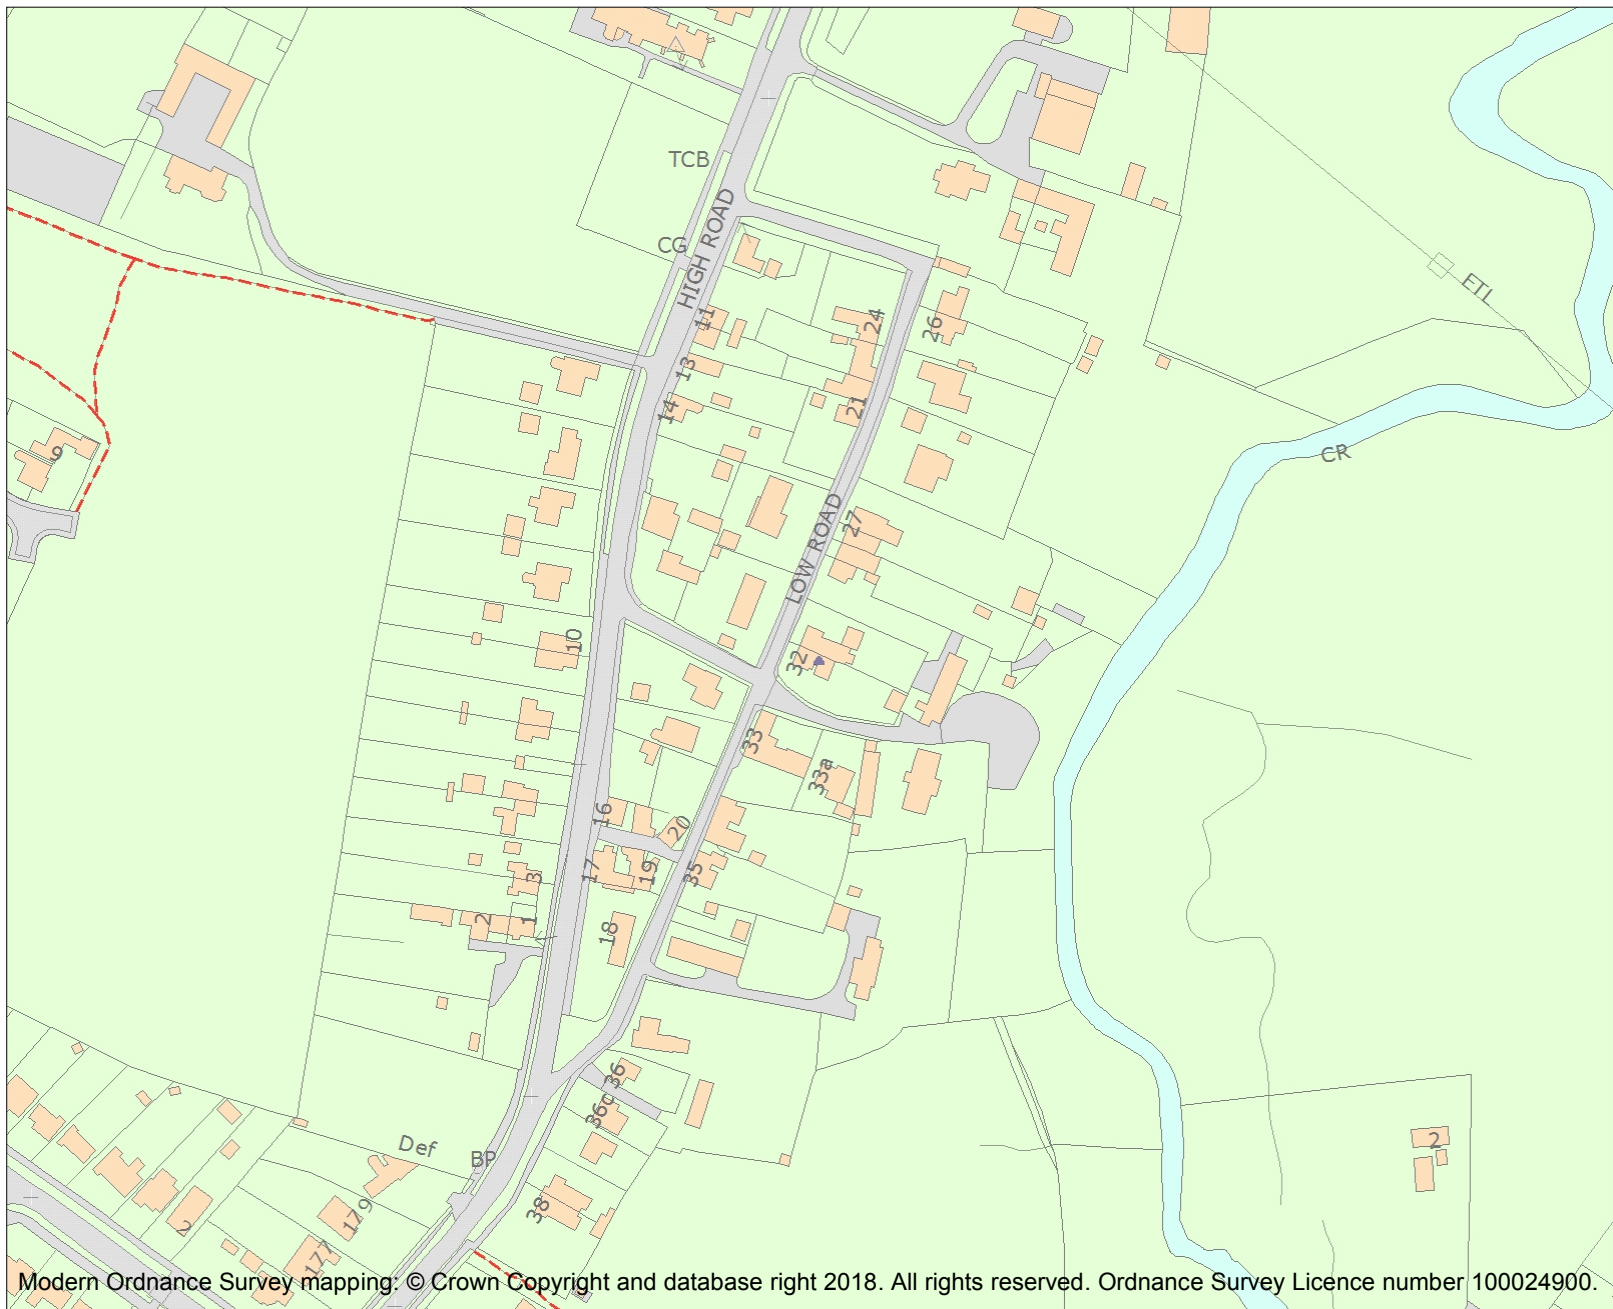 TCB
CG
HIGH ROAD
FTL
11
24
26
13
14
21
CR
9
LOW ROAD
27
10
32
33
33a
16
20
17
19
35
3
2
1
18
36
36c
Def
BP
38
179
2
177
2
Modern Ordnance Survey mapping: © Crown Copyright and database right 2018. All rights reserved. Ordnance Survey Licence number 100024900.